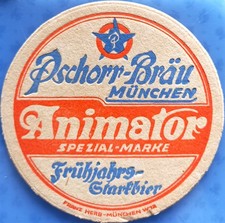 Pschorr-Bräu
MÜNCHEN
Animator
SPEZIAL-MARKE
Frühjahrs-
Starkbier